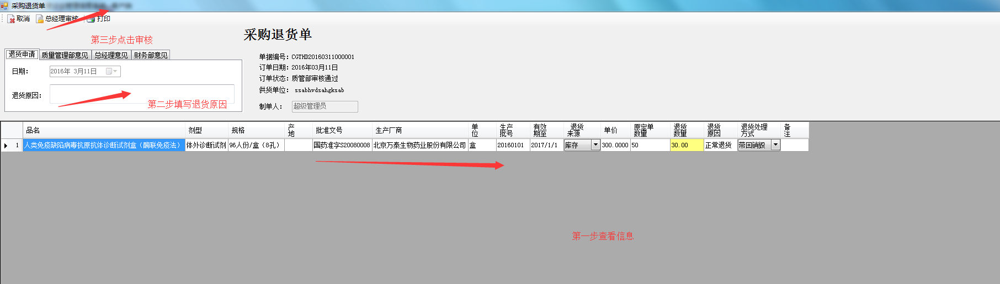 采购退货单
取消 总经理审核 打印
第三步点击审核
采购退货单
退货申请 质量管理部意见 总经理意见 财务部意见
日期： 2016年 3月11日
退货原因：
第二步填写退货原因
单据编号：CGTHD20160311000001
订单日期：2016年03月11日
订单状态：质管部审核通过
供货单位： ssabhvdsahgksab
制单人： 超级管理员
品名 剂型 规格 产地 批准文号 生产厂商 单位 生产批号 有效期至 退货来源 单价 原定单数量 退货数量 退货原因 退货处理方式 备注
1 人类免疫缺陷病毒抗原抗体诊断试剂盒（酶联免疫法） 体外诊断试剂 96人份/盒（8孔） 国药准字S20080008 北京万泰生物药业股份有限公司 盒 20160101 2017/1/1 库存 300.0000 50 30.00 正常退货 带回销毁
第一步查看信息